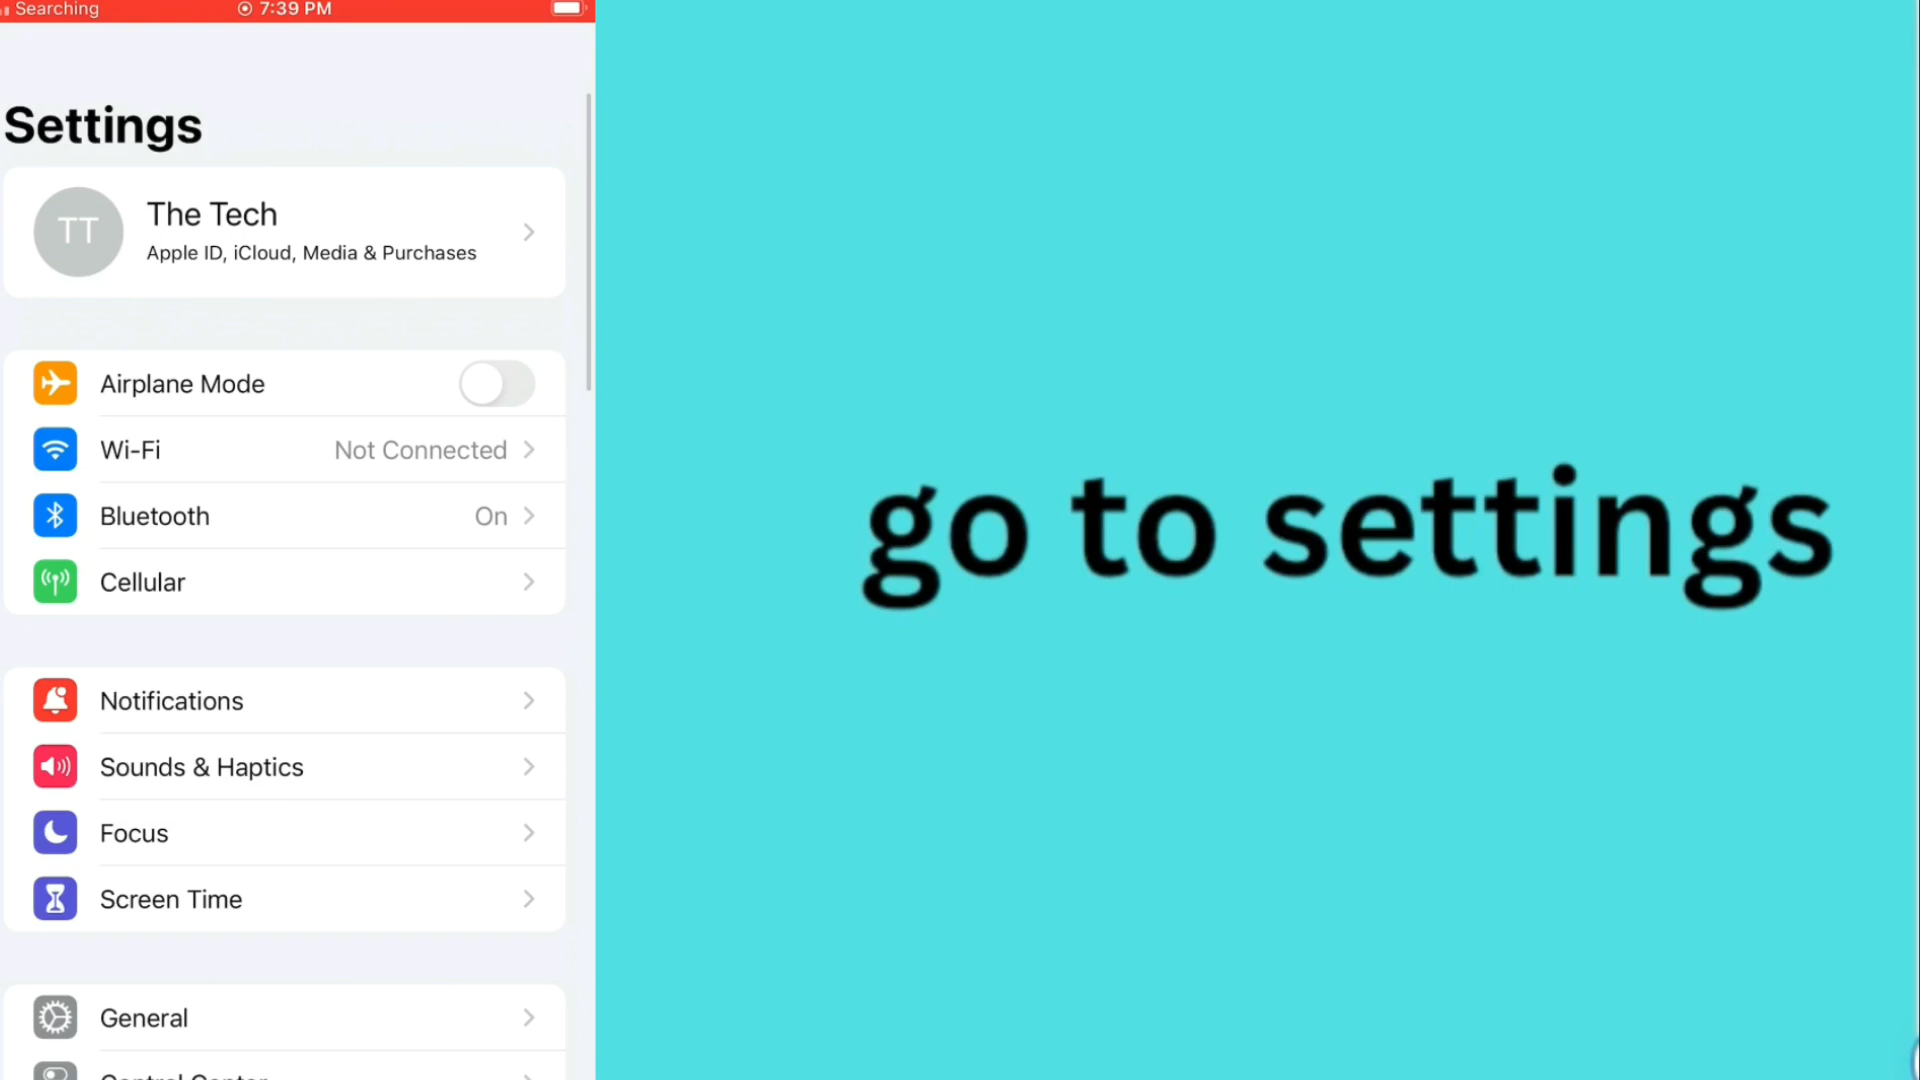 Searching
7:39 PM
Settings
TT
The Tech
Apple ID, iCloud, Media & Purchases
Airplane Mode
Wi-Fi Not Connected
Bluetooth On
Cellular
Notifications
Sounds & Haptics
Focus
Screen Time
General
go to settings